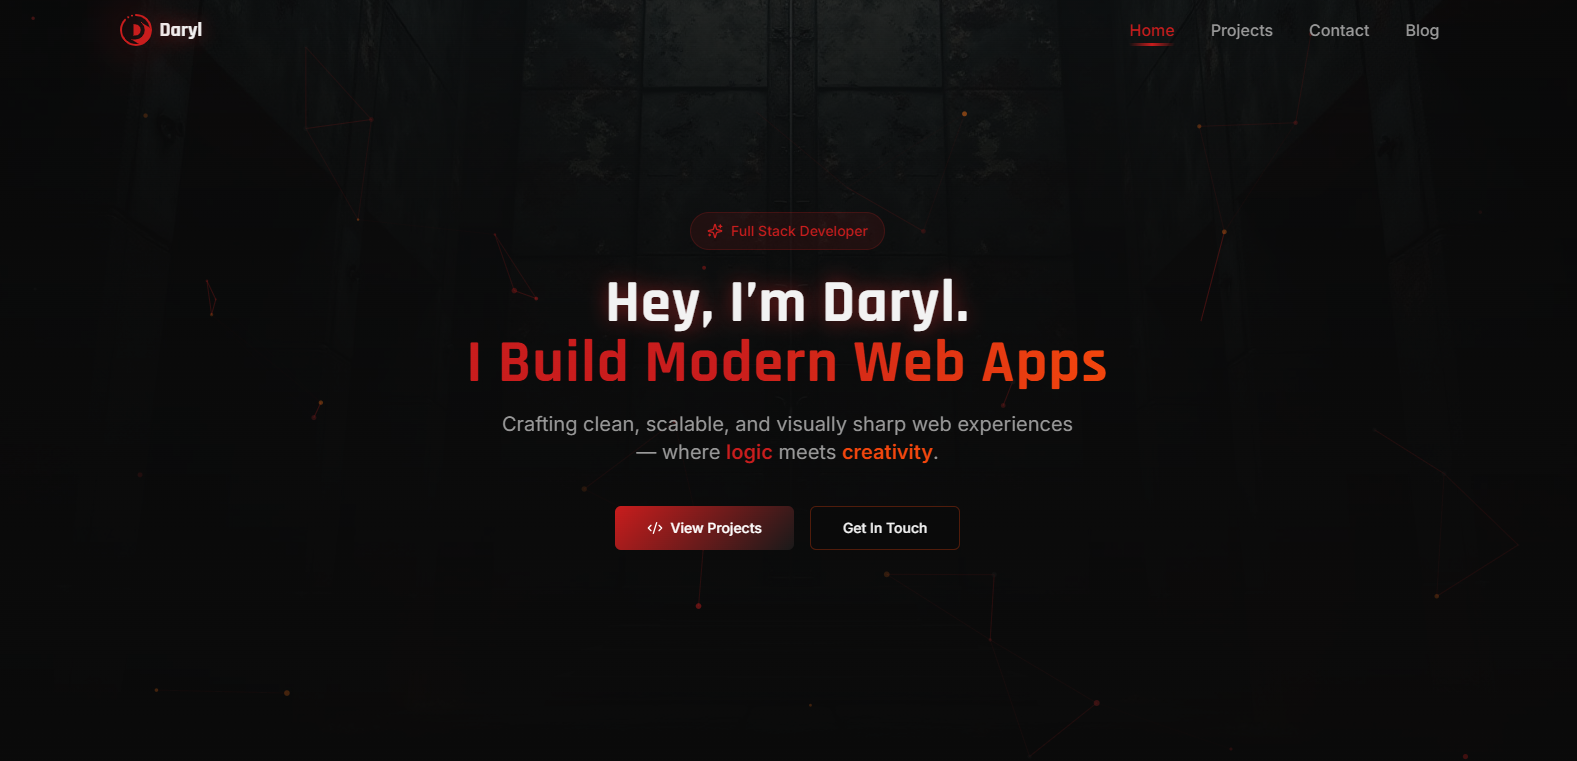 Daryl
Home Projects Contact Blog
Full Stack Developer
Hey, I'm Daryl.
I Build Modern Web Apps
Crafting clean, scalable, and visually sharp web experiences
— where logic meets creativity.
</> View Projects
Get In Touch